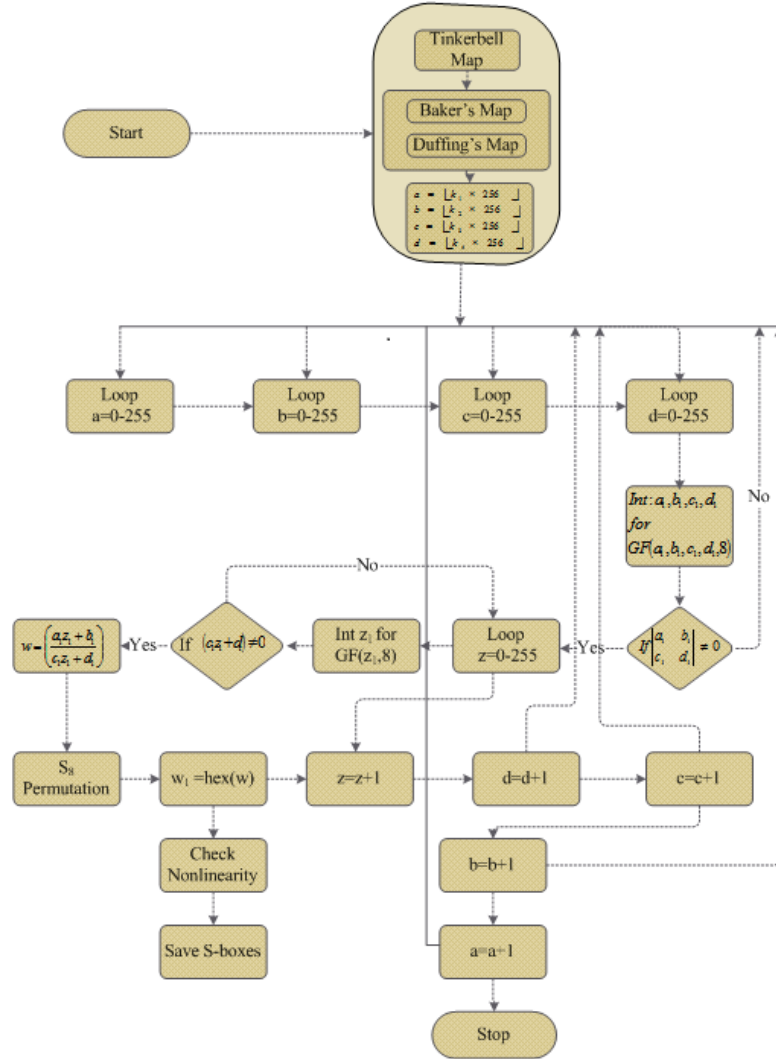 Tinkerbell
Map
Baker's Map
Duffing's Map
Start
a = ⌊k₁ × 256 ⌋
b = ⌊k₂ × 256 ⌋
c = ⌊k₃ × 256 ⌋
d = ⌊k₄ × 256 ⌋
Loop
a=0-255
Loop
b=0-255
Loop
c=0-255
Loop
d=0-255
No
Int: a₁,b₁,c₁,d₁
for
GF(a₁,b₁,c₁,d₁,8)
No
w=(a₁z₁+b₁/c₁z₁+d₁)
Yes
If (c₁z₁+d₁)≠0
Int z₁ for
GF(z₁,8)
Loop
z=0-255
Yes
If |a₁ b₁
c₁ d₁| ≠ 0
S₈
Permutation
w₁ =hex(w)
z=z+1
d=d+1
c=c+1
Check
Nonlinearity
b=b+1
Save S-boxes
a=a+1
Stop